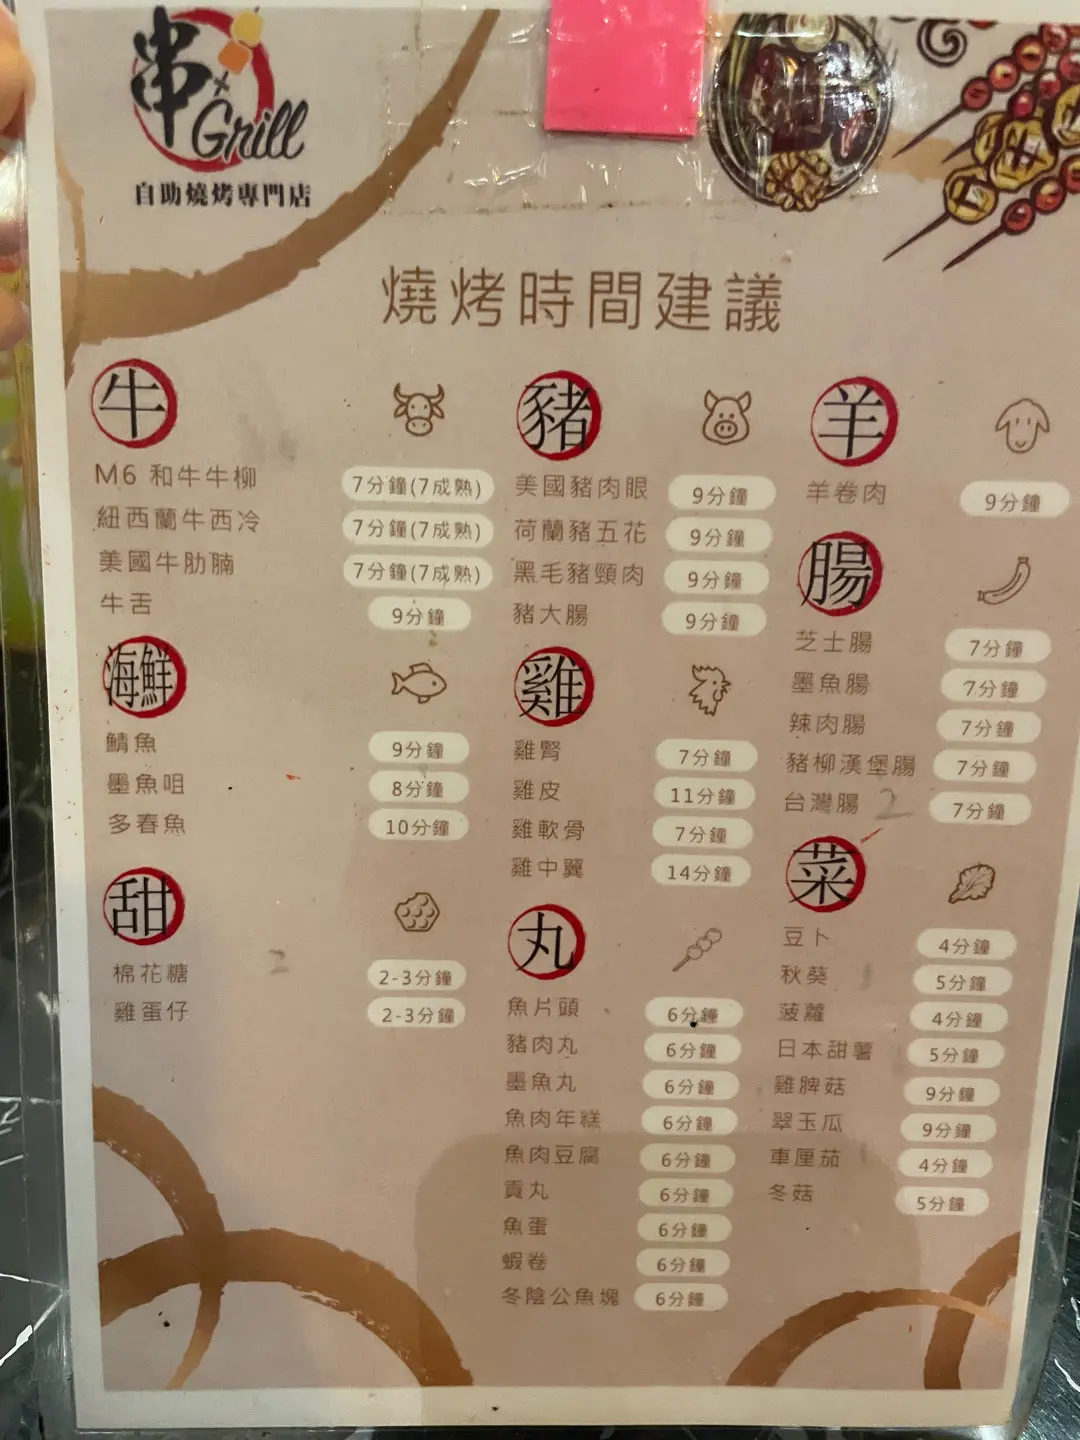 串
×
Grill
自助燒烤專門店
燒烤時間建議
牛
M6 和牛牛柳 7分鐘(7成熟)
紐西蘭牛西冷 7分鐘(7成熟)
美國牛肋腩 7分鐘(7成熟)
牛舌 9分鐘
海鮮
鯖魚 9分鐘
墨魚咀 8分鐘
多春魚 10分鐘
甜
2
棉花糖 2-3分鐘
雞蛋仔 2-3分鐘
豬
美國豬肉眼 9分鐘
荷蘭豬五花 9分鐘
黑毛豬頸肉 9分鐘
豬大腸 9分鐘
雞
雞腎 7分鐘
雞皮 11分鐘
雞軟骨 7分鐘
雞中翼 14分鐘
丸
魚片頭 6分鐘
豬肉丸 6分鐘
墨魚丸 6分鐘
魚肉年糕 6分鐘
魚肉豆腐 6分鐘
貢丸 6分鐘
魚蛋 6分鐘
蝦卷 6分鐘
冬陰公魚塊 6分鐘
羊
羊卷肉 9分鐘
腸
芝士腸 7分鐘
墨魚腸 7分鐘
辣肉腸 7分鐘
豬柳漢堡腸 7分鐘
台灣腸 2 7分鐘
菜
豆卜 4分鐘
秋葵 5分鐘
菠蘿 4分鐘
日本甜薯 5分鐘
雞脾菇 9分鐘
翠玉瓜 9分鐘
車厘茄 4分鐘
冬菇 5分鐘